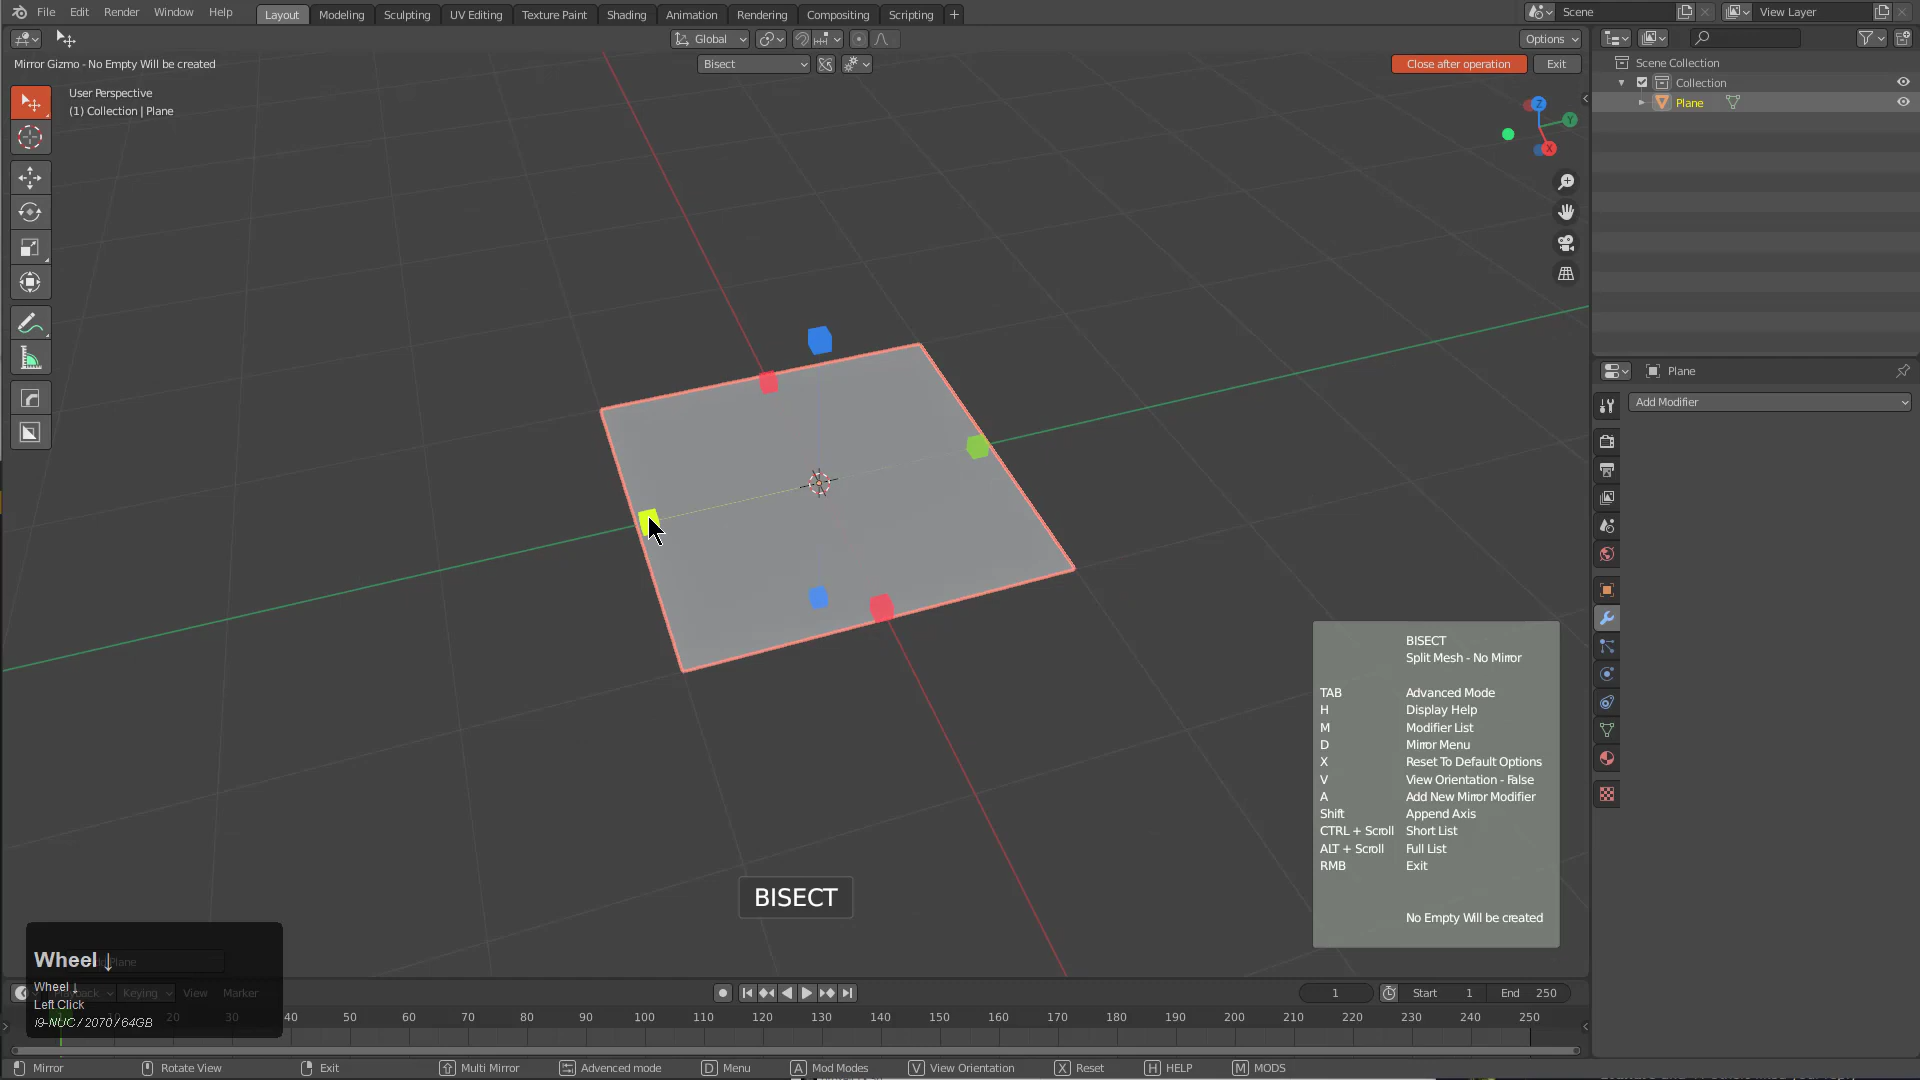 File Edit Render Window Help Layout Modeling Sculpting UV Editing Texture Paint Shading Animation Rendering Compositing Scripting + Scene View Layer
Global Options
Mirror Gizmo - No Empty Will be created Bisect Close after operation Exit
User Perspective
(1) Collection | Plane
Scene Collection
Collection
Plane
Z
Y
X
Plane
Add Modifier
BISECT
Split Mesh - No Mirror
TAB Advanced Mode
H Display Help
M Modifier List
D Mirror Menu
X Reset To Default Options
V View Orientation - False
A Add New Mirror Modifier
Shift Append Axis
CTRL + Scroll Short List
ALT + Scroll Full List
RMB Exit
No Empty Will be created
BISECT
Wheel ↓
Wheel ↓
Left Click
i9-NUC / 2070 / 64GB
Playback Keying View Marker 1 Start 1 End 250
20 30 40 50 60 70 80 90 100 110 120 130 140 150 160 170 180 190 200 210 220 230 240 250
Mirror Rotate View Exit Multi Mirror Advanced mode D Menu A Mod Modes V View Orientation X Reset H HELP M MODS